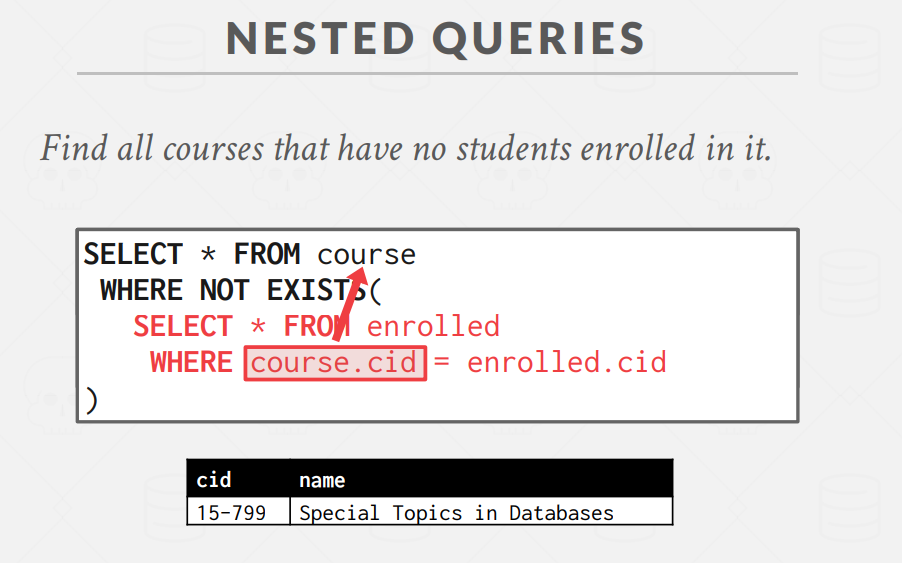 NESTED QUERIES
Find all courses that have no students enrolled in it.
SELECT * FROM course
WHERE NOT EXISTS(
SELECT * FROM enrolled
WHERE course.cid = enrolled.cid
)
cid name
15-799 Special Topics in Databases